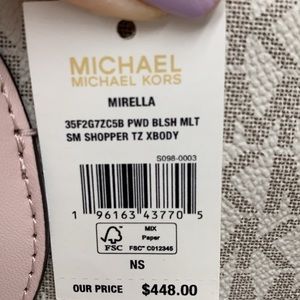 MICHAEL
MICHAEL KORS
MIRELLA
35F2G7ZC5B PWD BLSH MLT
SM SHOPPER TZ XBODY
S098-0003
1 96163 43770 5
FSC
MIX
Paper
FSC™ C012345
NS
OUR PRICE $448.00